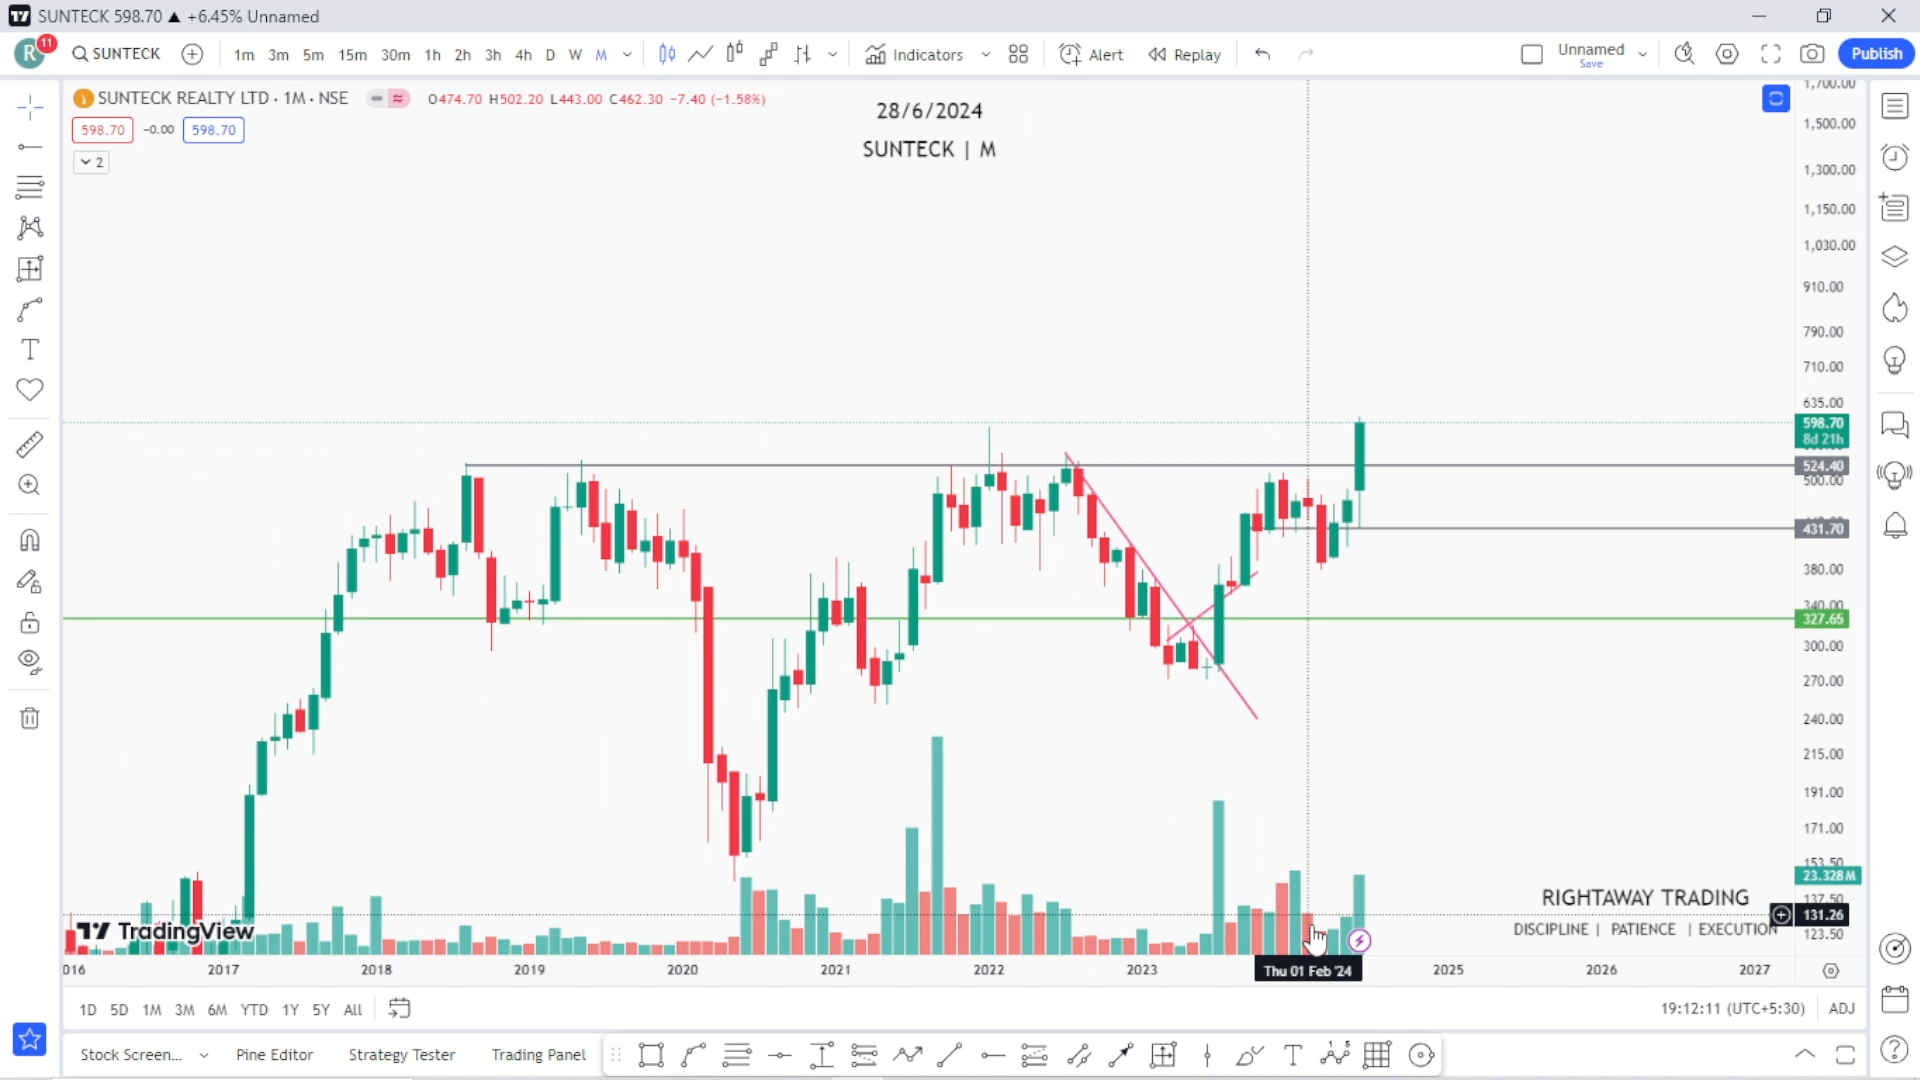 SUNTECK 598.70 ▲ +6.45% Unnamed
R 11 SUNTECK 1m 3m 5m 15m 30m 1h 2h 3h 4h D W M Indicators Alert Replay Unnamed Save Publish
SUNTECK REALTY LTD · 1M · NSE O474.70 H502.20 L443.00 C462.30 −7.40 (−1.58%)
598.70 −0.00 598.70
2
28/6/2024
SUNTECK | M
1,700.00
1,500.00
1,300.00
1,150.00
1,030.00
910.00
790.00
710.00
635.00
598.70
8d 21h
524.40
500.00
431.70
380.00
340.00
327.65
300.00
270.00
240.00
215.00
191.00
171.00
153.50
23.328M
137.50
131.26
123.50
RIGHTAWAY TRADING
DISCIPLINE | PATIENCE | EXECUTION
TradingView
016 2017 2018 2019 2020 2021 2022 2023 Thu 01 Feb '24 2025 2026 2027
1D 5D 1M 3M 6M YTD 1Y 5Y All 19:12:11 (UTC+5:30) ADJ
Stock Screen... Pine Editor Strategy Tester Trading Panel